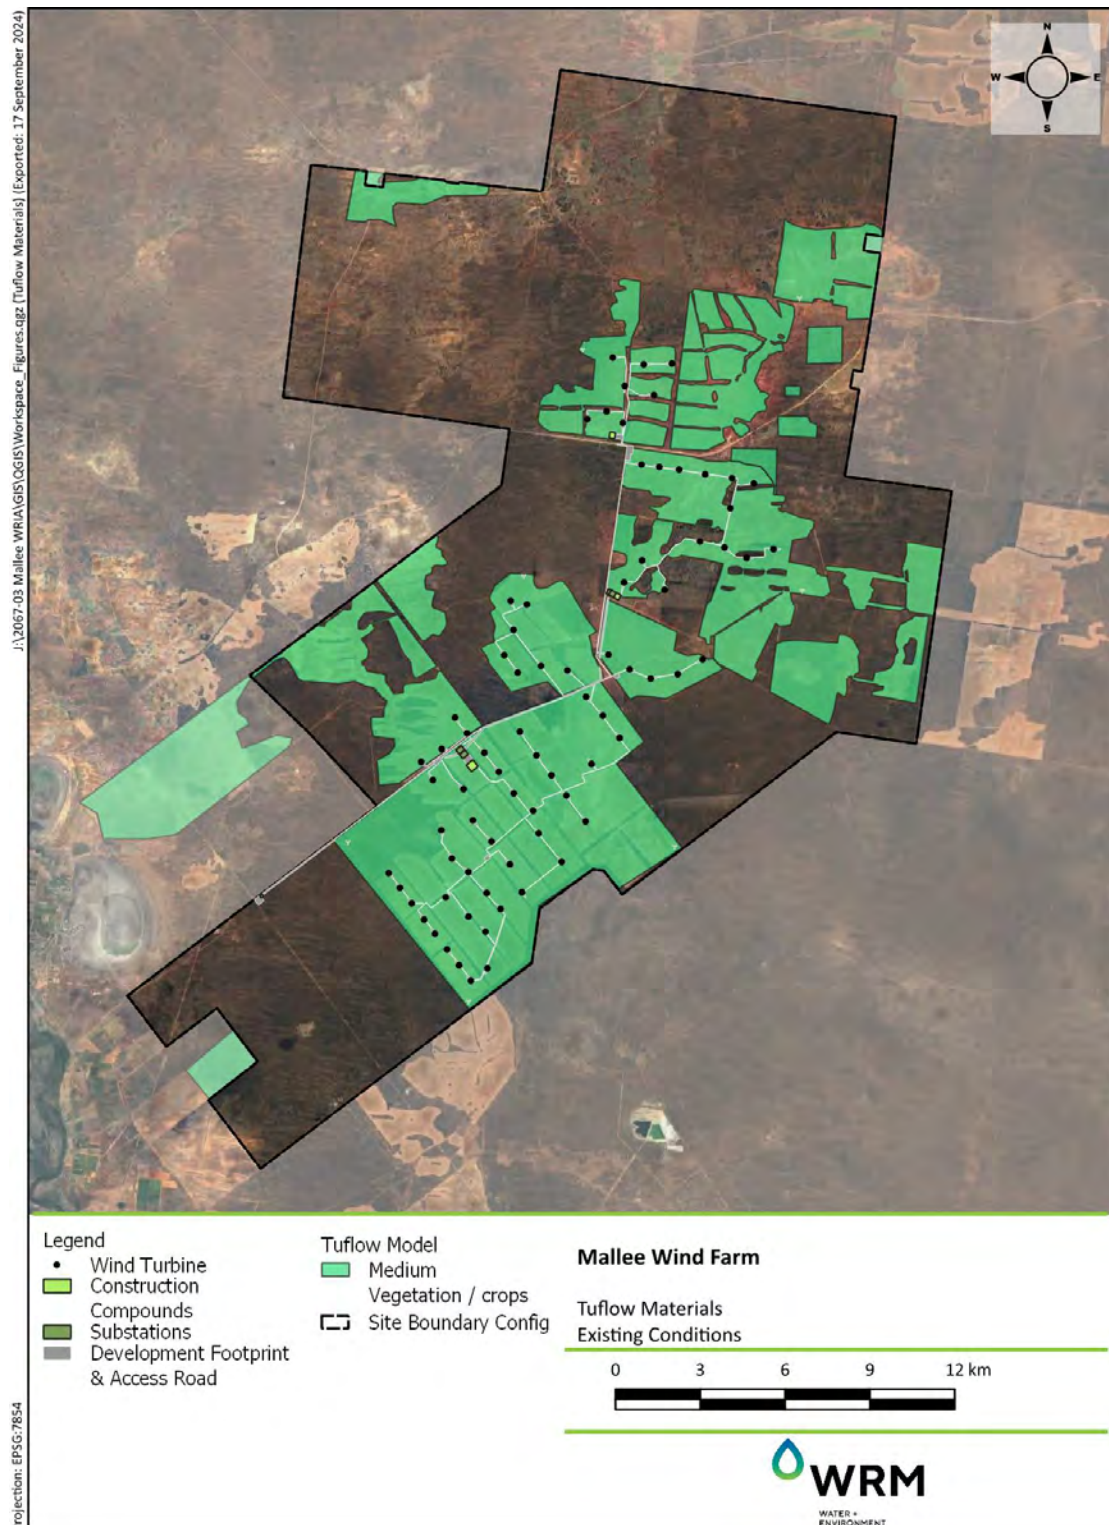 J:\2067-03 Mallee WRIA\GIS\QGIS\Workspace_Figures.qgz (Tuflow Materials) (Exported: 17 September 2024)
N
W
E
S
Legend
Wind Turbine
Construction
Compounds
Substations
Development Footprint
& Access Road
Tuflow Model
Medium
Vegetation / crops
Site Boundary Config
Mallee Wind Farm
Tuflow Materials
Existing Conditions
0 3 6 9 12 km
rojection: EPSG:7854
WRM
WATER +
ENVIRONMENT